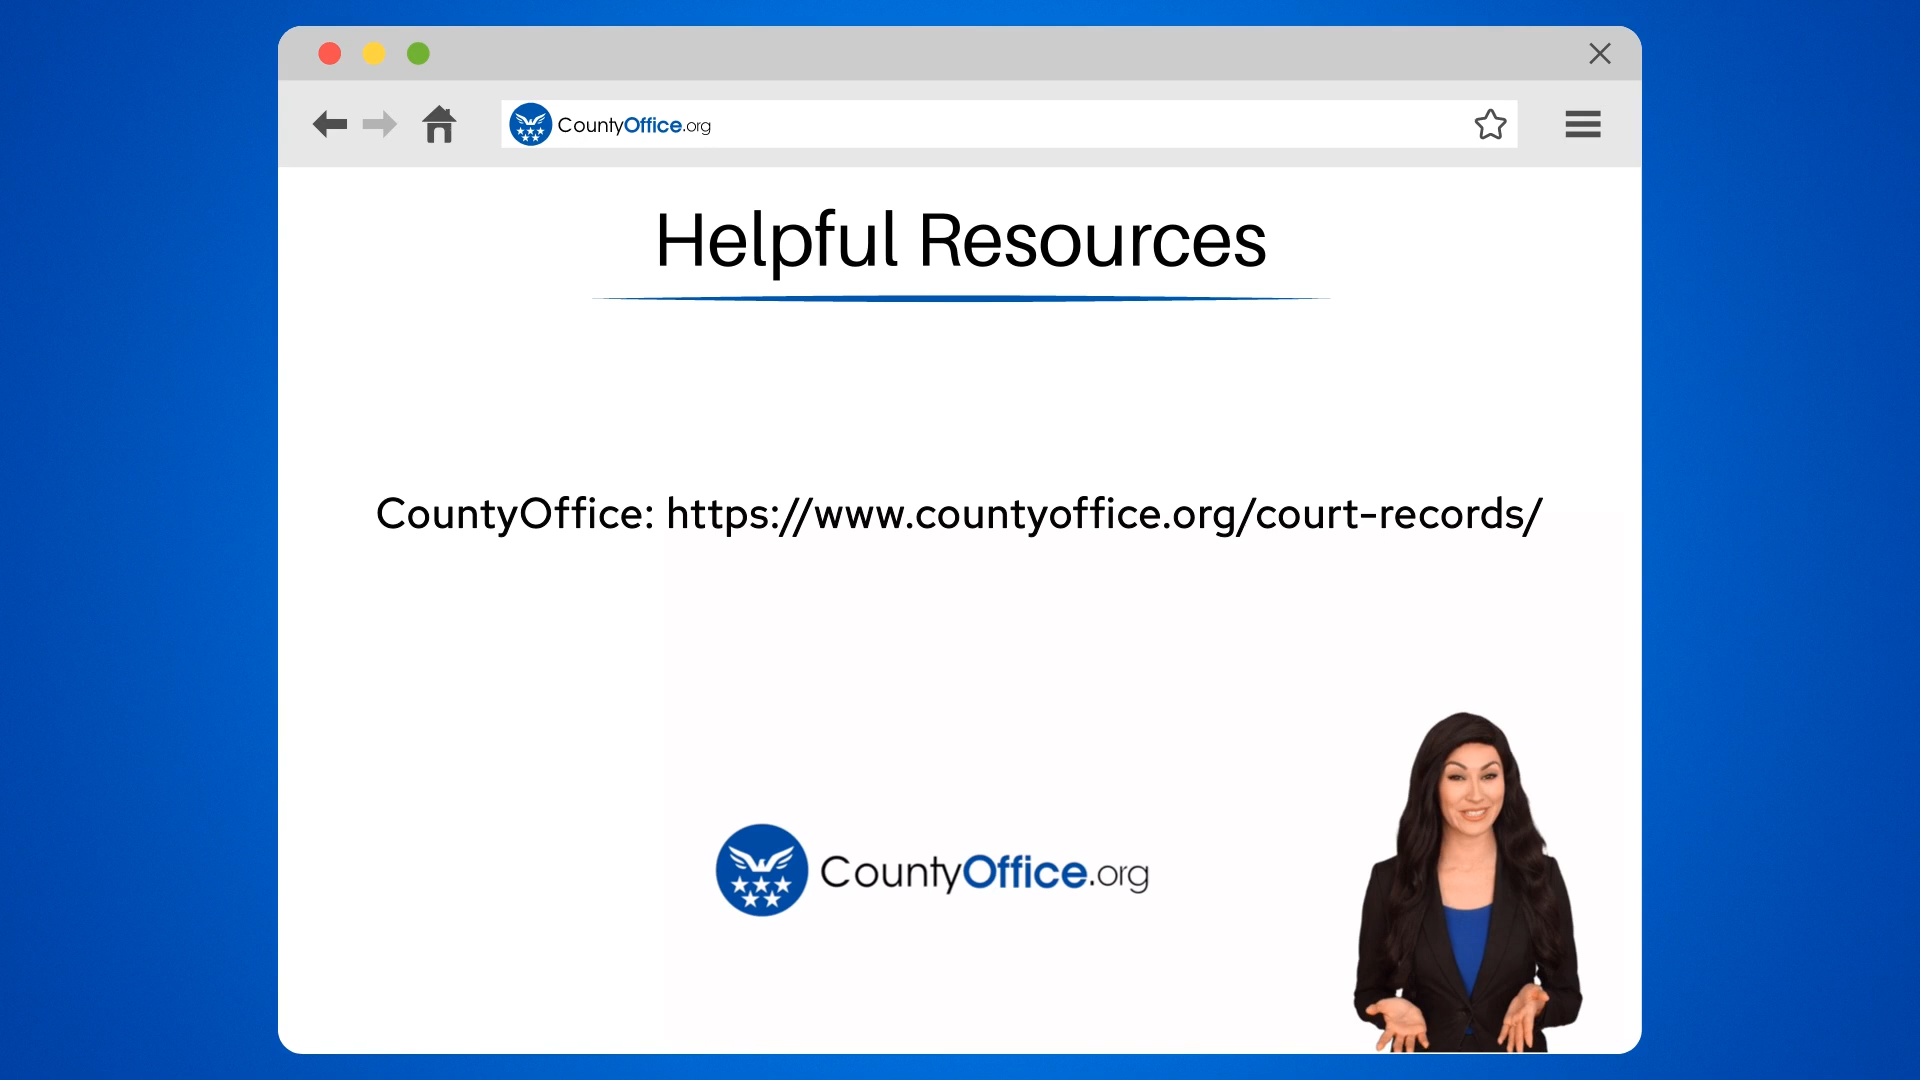 CountyOffice.org
Helpful Resources
CountyOffice: https://www.countyoffice.org/court-records/
CountyOffice.org